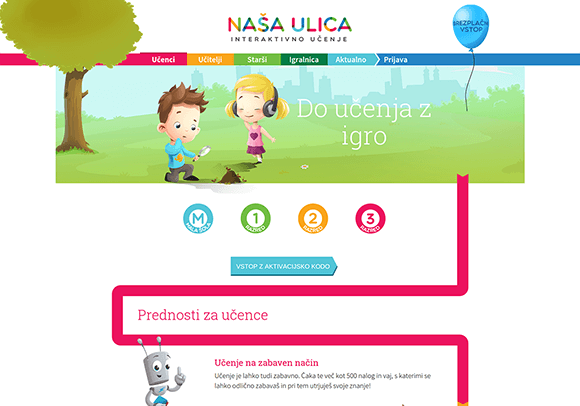 NAŠA ULICA
INTERAKTIVNO UČENJE
BREZPLAČNI
VSTOP
Učenci
Učitelji
Starši
Igralnica
Aktualno
Prijava
Do učenja z
igro
M
MALA ŠOLA
1
RAZRED
2
RAZRED
3
RAZRED
VSTOP Z AKTIVACIJSKO KODO
Prednosti za učence
Učenje na zabaven način
Učenje je lahko tudi zabavno. Čaka te več kot 500 nalog in vaj, s katerimi se
lahko odlično zabavaš in pri tem utrjuješ svoje znanje!